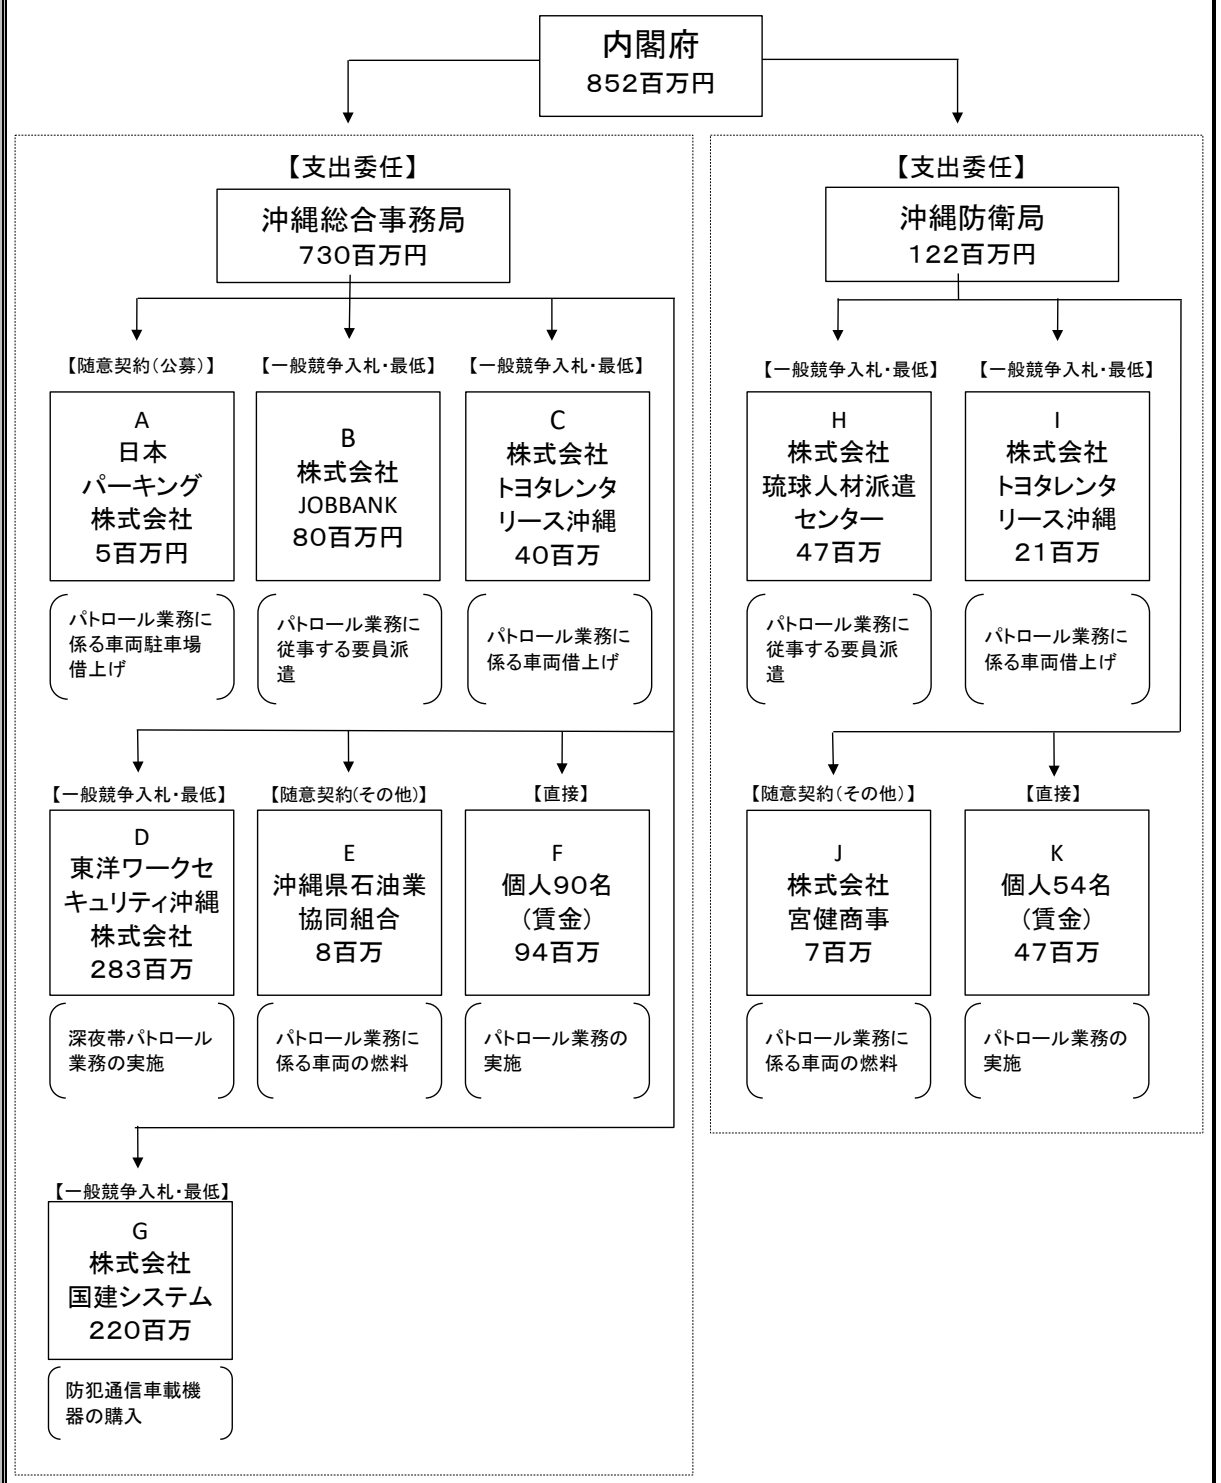 内閣府
852百万円
【支出委任】
沖縄総合事務局
730百万円
【随意契約(公募)】
A
日本
パーキング
株式会社
5百万円
パトロール業務に
係る車両駐車場
借上げ
【一般競争入札・最低】
B
株式会社
JOBBANK
80百万円
パトロール業務に
従事する要員派
遣
【一般競争入札・最低】
C
株式会社
トヨタレンタ
リース沖縄
40百万
パトロール業務に
係る車両借上げ
【一般競争入札・最低】
D
東洋ワークセ
キュリティ沖縄
株式会社
283百万
深夜帯パトロール
業務の実施
【随意契約(その他)】
E
沖縄県石油業
協同組合
8百万
パトロール業務に
係る車両の燃料
【直接】
F
個人90名
(賃金)
94百万
パトロール業務の
実施
【一般競争入札・最低】
G
株式会社
国建システム
220百万
防犯通信車載機
器の購入
【支出委任】
沖縄防衛局
122百万円
【一般競争入札・最低】
H
株式会社
琉球人材派遣
センター
47百万
パトロール業務に
従事する要員派
遣
【一般競争入札・最低】
I
株式会社
トヨタレンタ
リース沖縄
21百万
パトロール業務に
係る車両借上げ
【随意契約(その他)】
J
株式会社
宮健商事
7百万
パトロール業務に
係る車両の燃料
【直接】
K
個人54名
(賃金)
47百万
パトロール業務の
実施